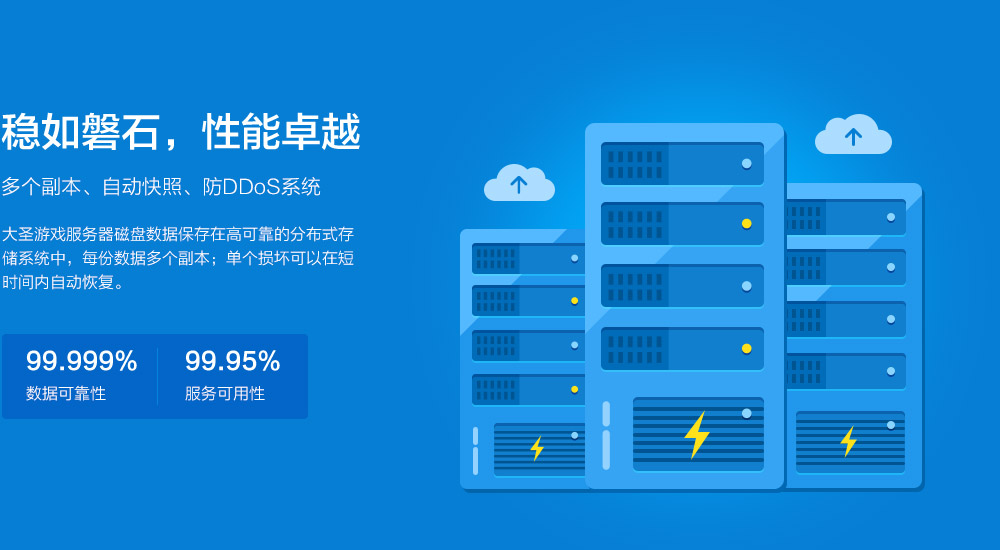 稳如磐石，性能卓越
多个副本、自动快照、防DDoS系统
大圣游戏服务器磁盘数据保存在高可靠的分布式存
储系统中，每份数据多个副本；单个损坏可以在短
时间内自动恢复。
99.999% 99.95%
数据可靠性 服务可用性